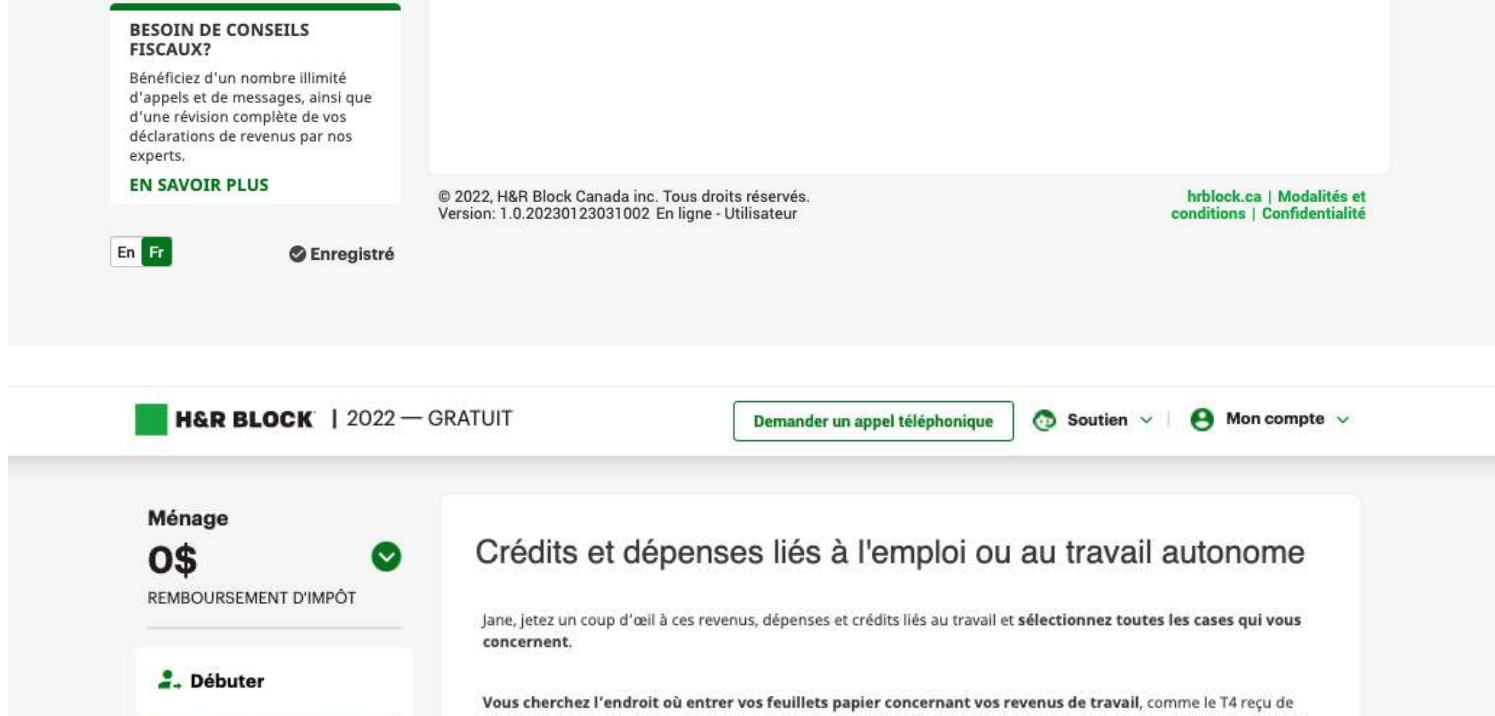 BESOIN DE CONSEILS
FISCAUX?
Bénéficiez d'un nombre illimité
d'appels et de messages, ainsi que
d'une révision complète de vos
déclarations de revenus par nos
experts.
EN SAVOIR PLUS
© 2022, H&R Block Canada inc. Tous droits réservés.
Version: 1.0.20230123031002 En ligne - Utilisateur
hrblock.ca | Modalités et
conditions | Confidentialité
En Fr
Enregistré
H&R BLOCK | 2022 — GRATUIT
Demander un appel téléphonique
Soutien
Mon compte
Ménage
0$
REMBOURSEMENT D'IMPÔT
Débuter
Crédits et dépenses liés à l'emploi ou au travail autonome
Jane, jetez un coup d'œil à ces revenus, dépenses et crédits liés au travail et sélectionnez toutes les cases qui vous
concernent.
Vous cherchez l'endroit où entrer vos feuillets papier concernant vos revenus de travail, comme le T4 reçu de